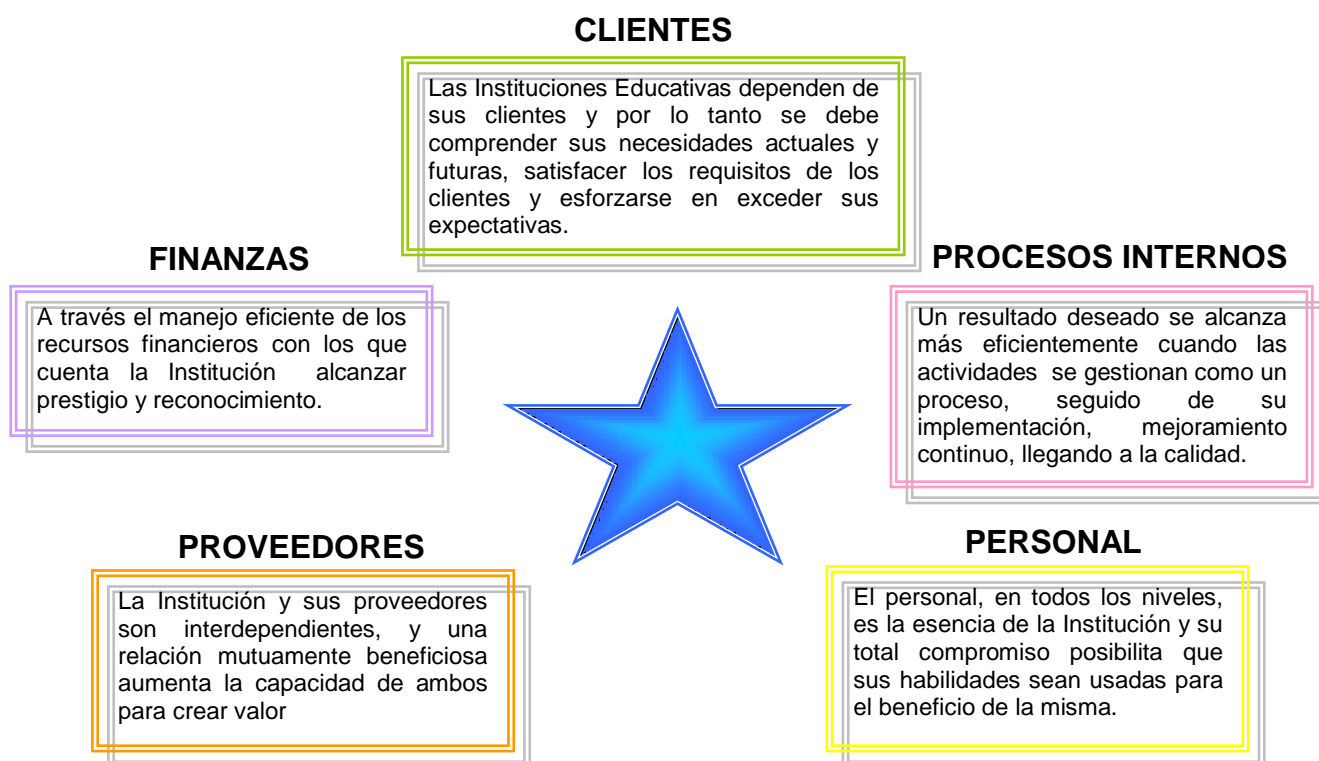 CLIENTES
Las Instituciones Educativas dependen de
sus clientes y por lo tanto se debe
comprender sus necesidades actuales y
futuras, satisfacer los requisitos de los
clientes y esforzarse en exceder sus
expectativas.
FINANZAS
A través el manejo eficiente de los
recursos financieros con los que
cuenta la Institución alcanzar
prestigio y reconocimiento.
PROCESOS INTERNOS
Un resultado deseado se alcanza
más eficientemente cuando las
actividades se gestionan como un
proceso, seguido de su
implementación, mejoramiento
continuo, llegando a la calidad.
PROVEEDORES
La Institución y sus proveedores
son interdependientes, y una
relación mutuamente beneficiosa
aumenta la capacidad de ambos
para crear valor
PERSONAL
El personal, en todos los niveles,
es la esencia de la Institución y su
total compromiso posibilita que
sus habilidades sean usadas para
el beneficio de la misma.